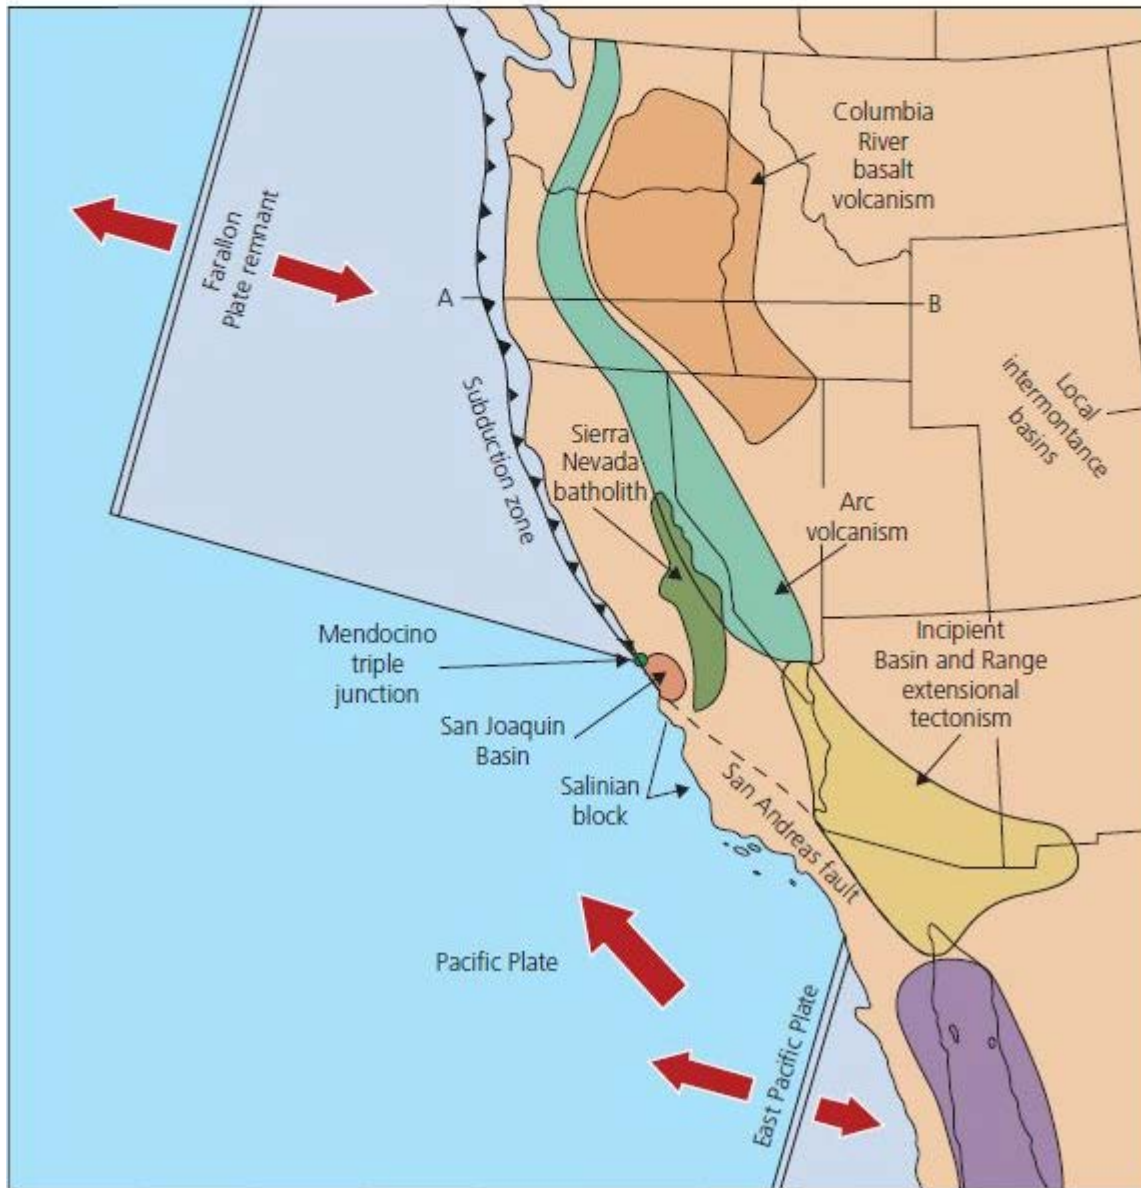 Columbia
River
basalt
volcanism
Farallon
Plate remnant
A
B
Local
intermontance
basins
Subduction zone
Sierra
Nevada
batholith
Arc
volcanism
Mendocino
triple
junction
Incipient
Basin and Range
extensional
tectonism
San Joaquin
Basin
Salinian
block
San Andreas fault
Pacific Plate
East Pacific Plate